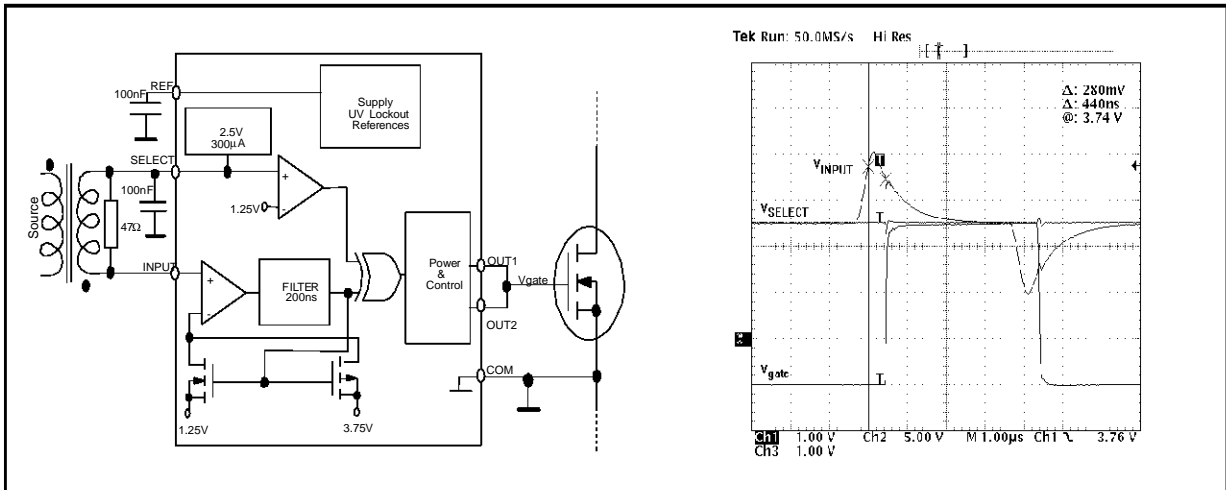 REF
100nF
Supply
UV Lockout
References
2.5V
300µA
SELECT
100nF
+
-
1.25V
Source
47Ω
INPUT
+
-
FILTER
200ns
Power
&
Control
OUT1
Vgate
OUT2
COM
1.25V
3.75V
Tek Run: 50.0MS/s Hi Res
[ T ]
Δ: 280mV
Δ: 440ns
@: 3.74 V
VINPUT
T
VSELECT
Vgate
Ch1 1.00 V Ch2 5.00 V M 1.00µs Ch1 3.76 V
Ch3 1.00 V